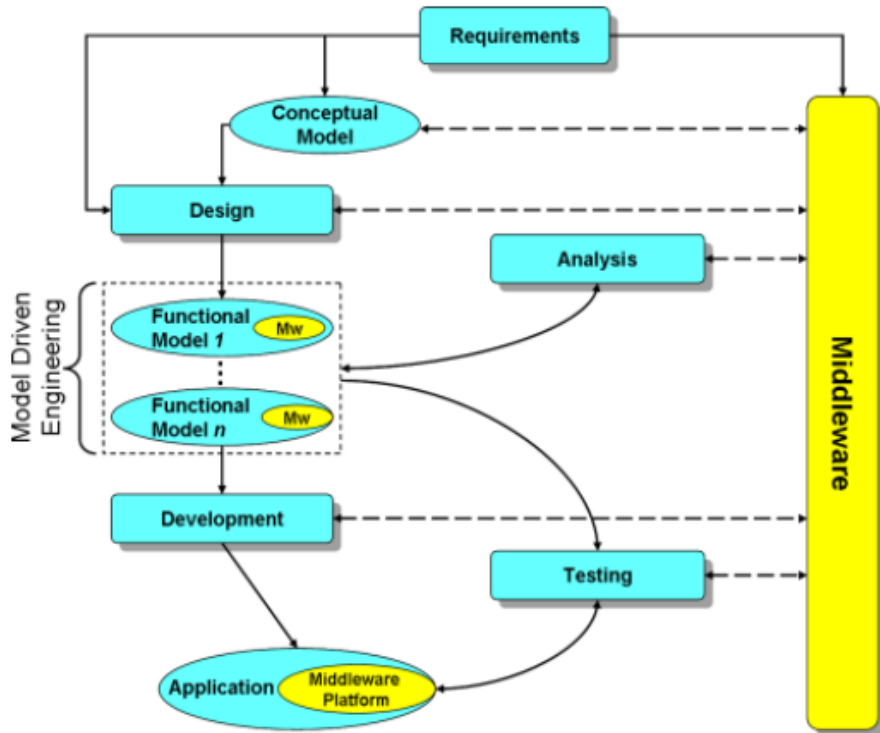 Requirements
Conceptual
Model
Design
Analysis
Model Driven
Engineering
Functional
Model 1
Mw
Functional
Model n
Mw
Development
Testing
Application
Middleware
Platform
Middleware